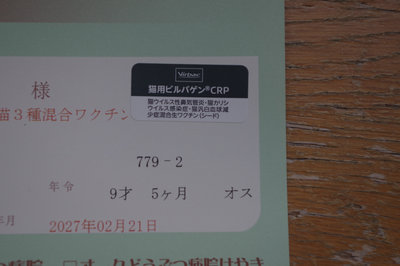 Virbac
猫用ビルバゲン®CRP
猫ウイルス性鼻気管炎・猫カリシ
ウイルス感染症・猫汎白血球減
少症混合生ワクチン(シード)
様
猫3種混合ワクチン
779-2
年令
9才 5ヶ月 オス
年月
2027年02月21日